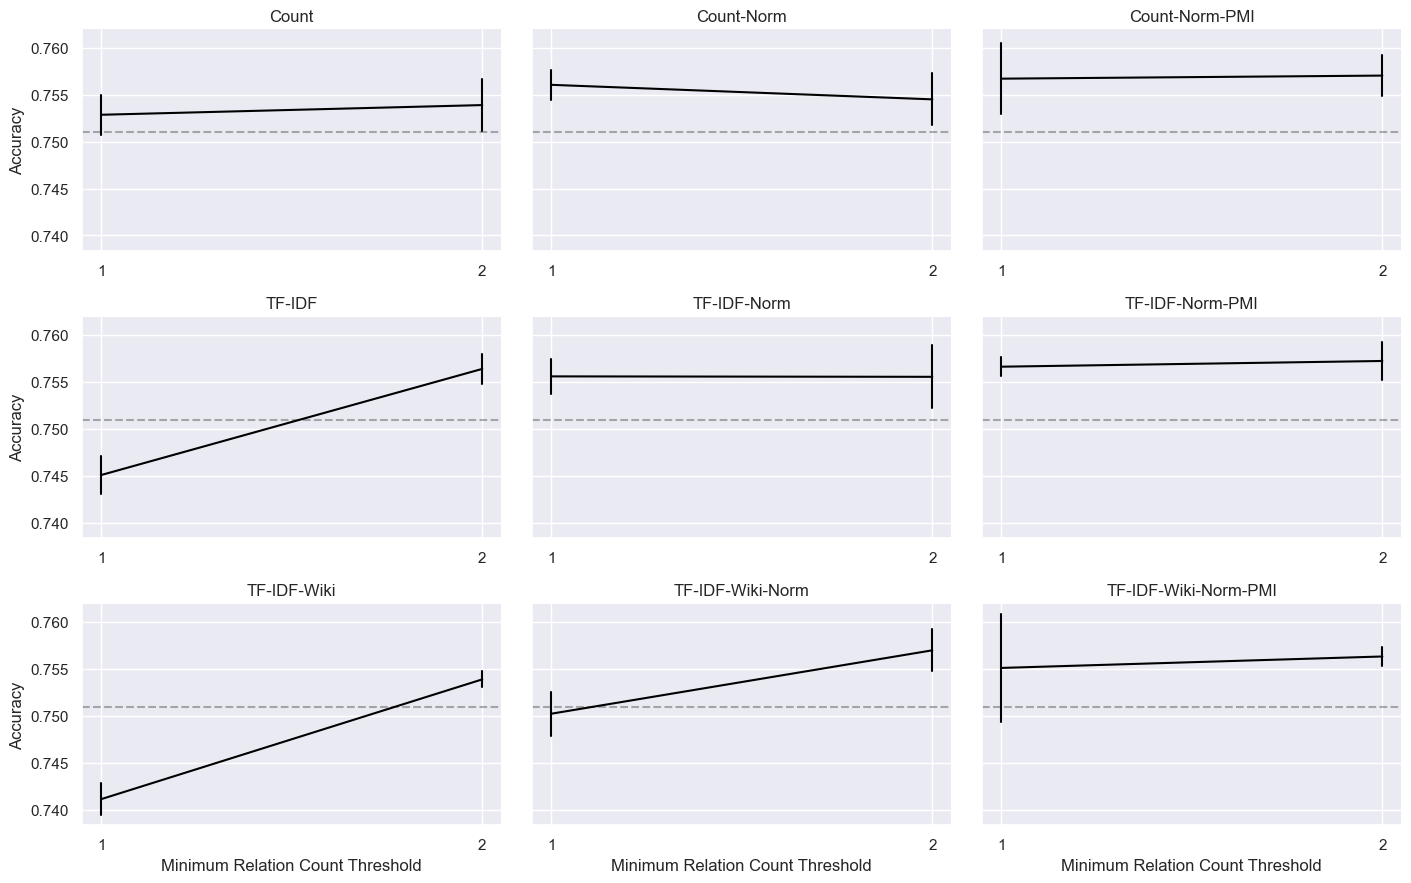 Count
Count-Norm
Count-Norm-PMI
0.760
0.755
0.750
0.745
0.740
Accuracy
1
2
1
2
1
2
TF-IDF
TF-IDF-Norm
TF-IDF-Norm-PMI
0.760
0.755
0.750
0.745
0.740
Accuracy
1
2
1
2
1
2
TF-IDF-Wiki
TF-IDF-Wiki-Norm
TF-IDF-Wiki-Norm-PMI
0.760
0.755
0.750
0.745
0.740
Accuracy
1
2
1
2
1
2
Minimum Relation Count Threshold
Minimum Relation Count Threshold
Minimum Relation Count Threshold